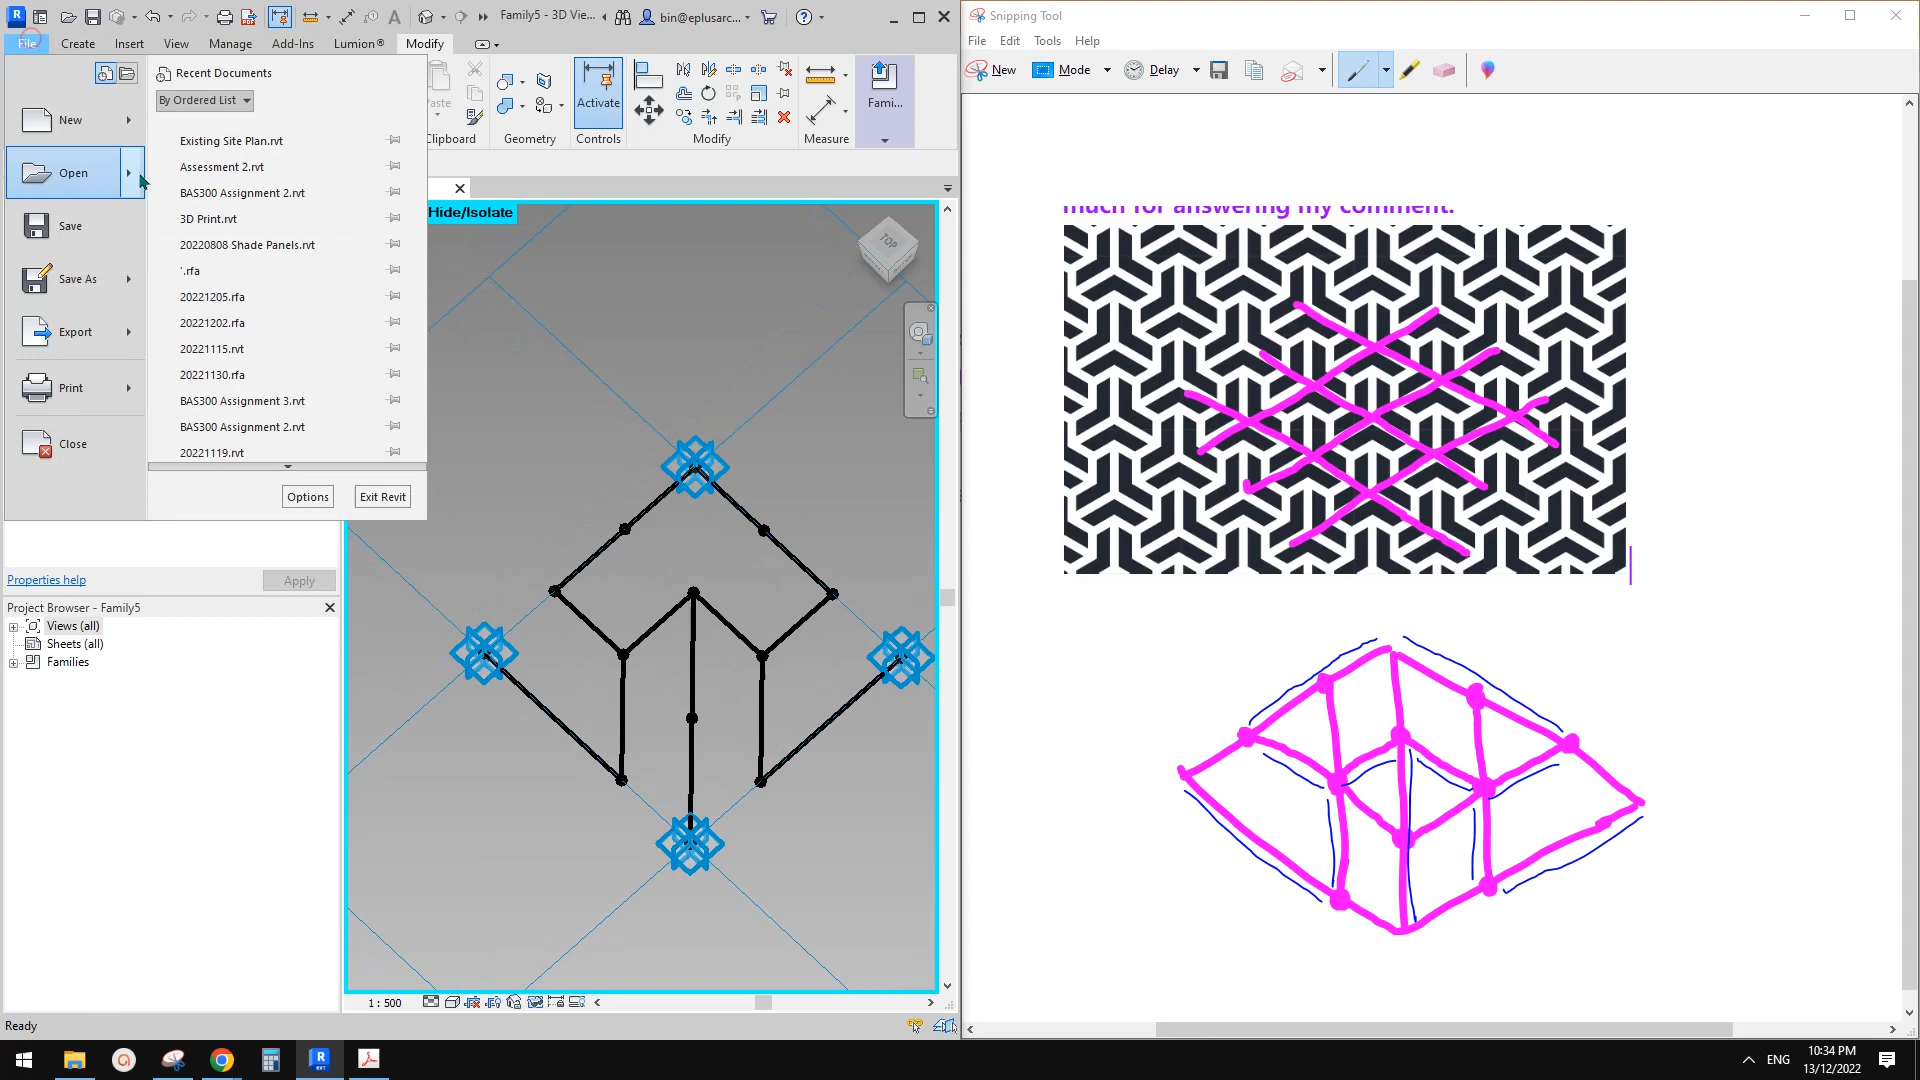 Family5 - 3D Vie...
bin@eplusarc...
File
Create
Insert
View
Manage
Add-Ins
Lumion®
Modify
Recent Documents
By Ordered List
New
Open
Save
Save As
Export
Print
Close
Existing Site Plan.rvt
Assessment 2.rvt
BAS300 Assignment 2.rvt
3D Print.rvt
20220808 Shade Panels.rvt
'.rfa
20221205.rfa
20221202.rfa
20221115.rvt
20221130.rfa
BAS300 Assignment 3.rvt
BAS300 Assignment 2.rvt
20221119.rvt
Options
Exit Revit
Activate
Fami...
Controls
Geometry
Modify
Measure
Hide/Isolate
TOP
Properties help
Apply
Project Browser - Family5
Views (all)
Sheets (all)
Families
1 : 500
Ready
Snipping Tool
File
Edit
Tools
Help
New
Mode
Delay
much for answering my comment.
ENG
10:34 PM
13/12/2022